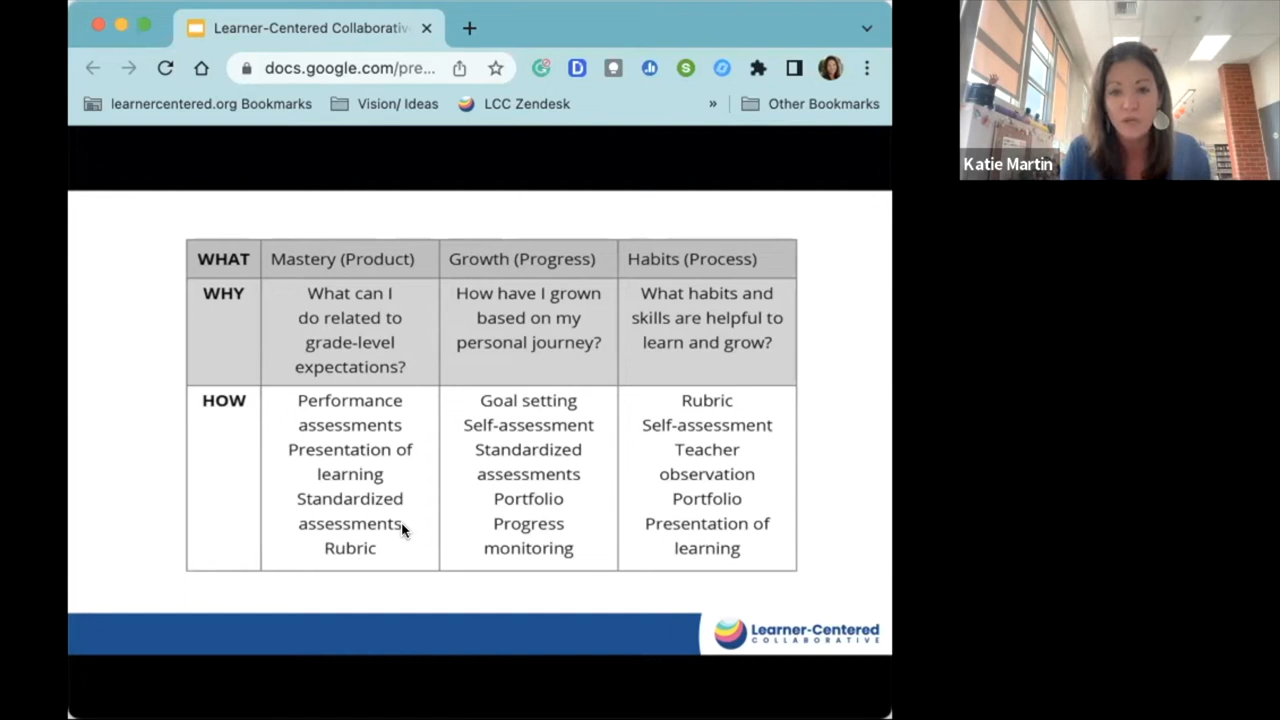 Learner-Centered Collaborativ
docs.google.com/pre...
learnercentered.org Bookmarks
Vision/ Ideas
LCC Zendesk
»
Other Bookmarks
Katie Martin
WHAT
Mastery (Product)
Growth (Progress)
Habits (Process)
WHY
What can I
do related to
grade-level
expectations?
How have I grown
based on my
personal journey?
What habits and
skills are helpful to
learn and grow?
HOW
Performance
assessments
Presentation of
learning
Standardized
assessments
Rubric
Goal setting
Self-assessment
Standardized
assessments
Portfolio
Progress
monitoring
Rubric
Self-assessment
Teacher
observation
Portfolio
Presentation of
learning
Learner-Centered
COLLABORATIVE